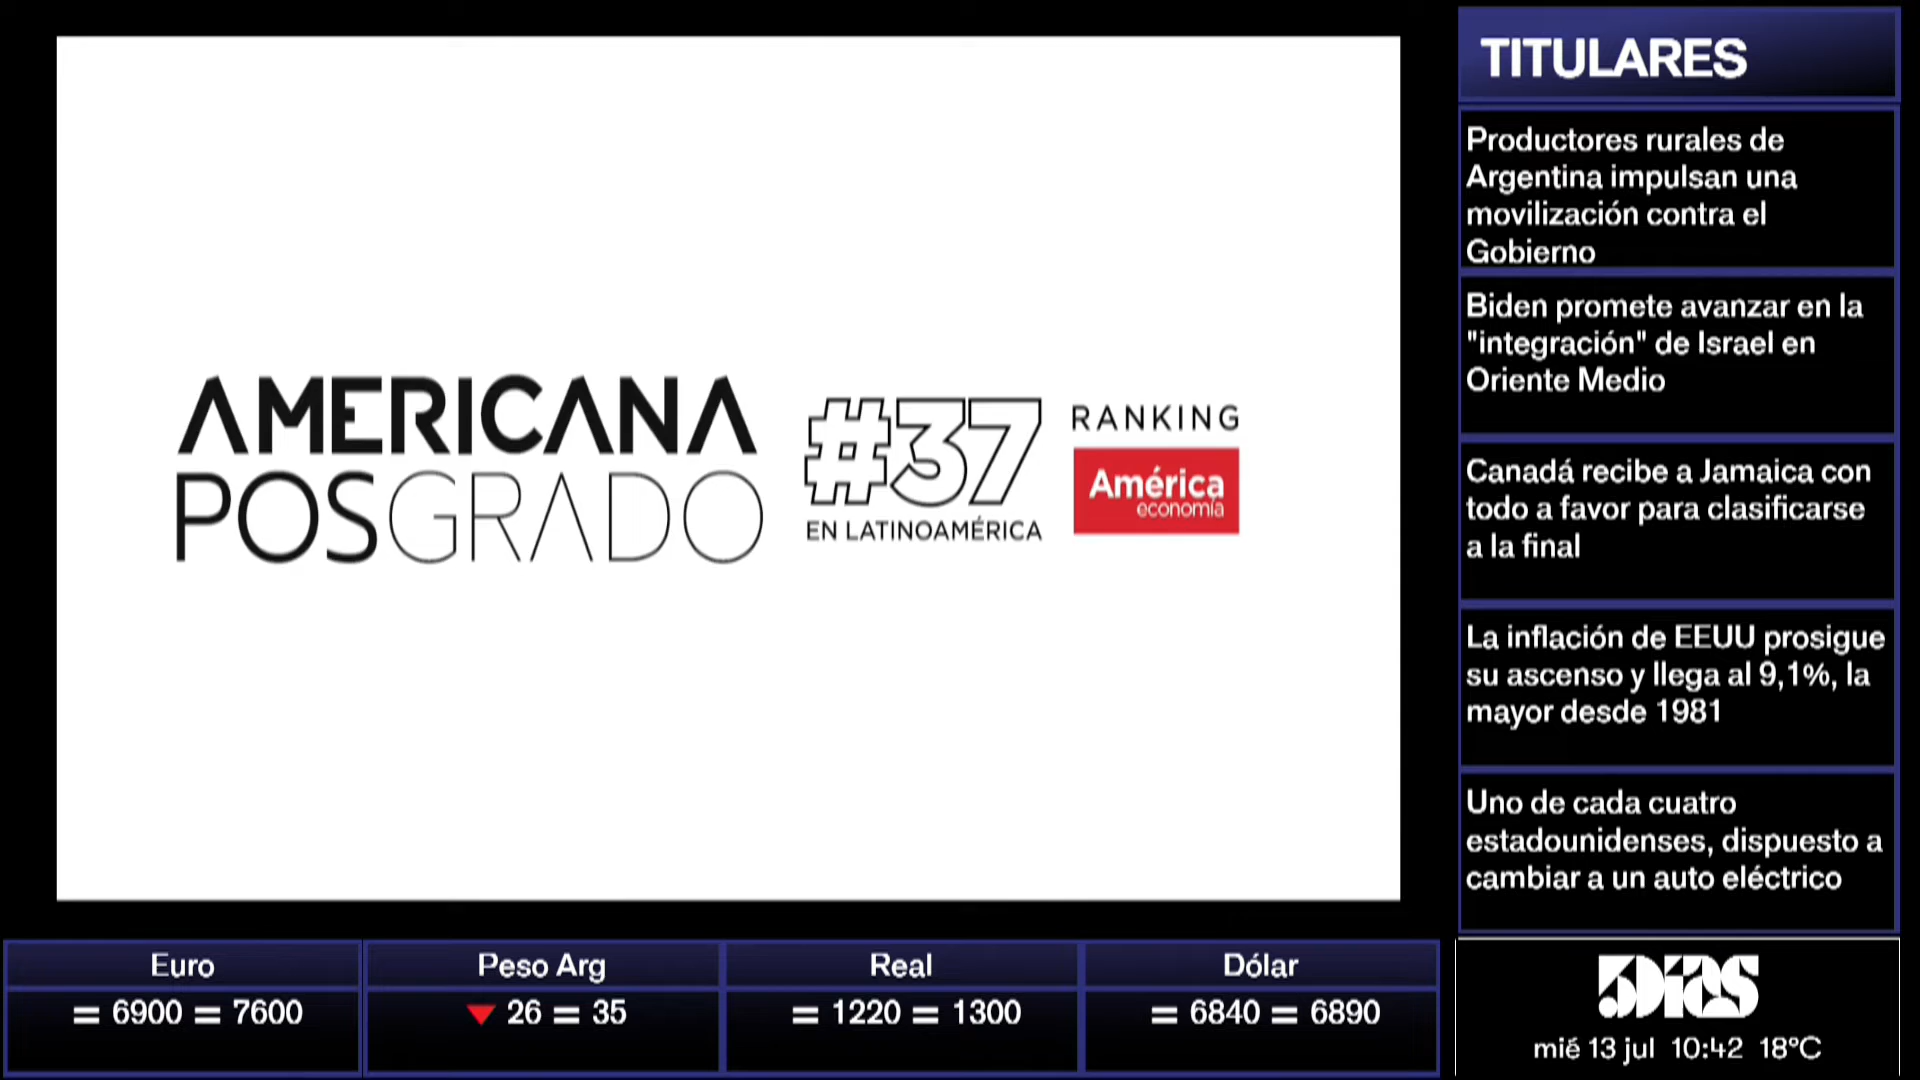 AMERICANA
POSGRADO
#37
EN LATINOAMÉRICA
RANKING
América
economía
TITULARES
Productores rurales de
Argentina impulsan una
movilización contra el
Gobierno
Biden promete avanzar en la
"integración" de Israel en
Oriente Medio
Canadá recibe a Jamaica con
todo a favor para clasificarse
a la final
La inflación de EEUU prosigue
su ascenso y llega al 9,1%, la
mayor desde 1981
Uno de cada cuatro
estadounidenses, dispuesto a
cambiar a un auto eléctrico
Euro
= 6900 = 7600
Peso Arg
▼ 26 = 35
Real
= 1220 = 1300
Dólar
= 6840 = 6890
5Días
mié 13 jul 10:42 18°C